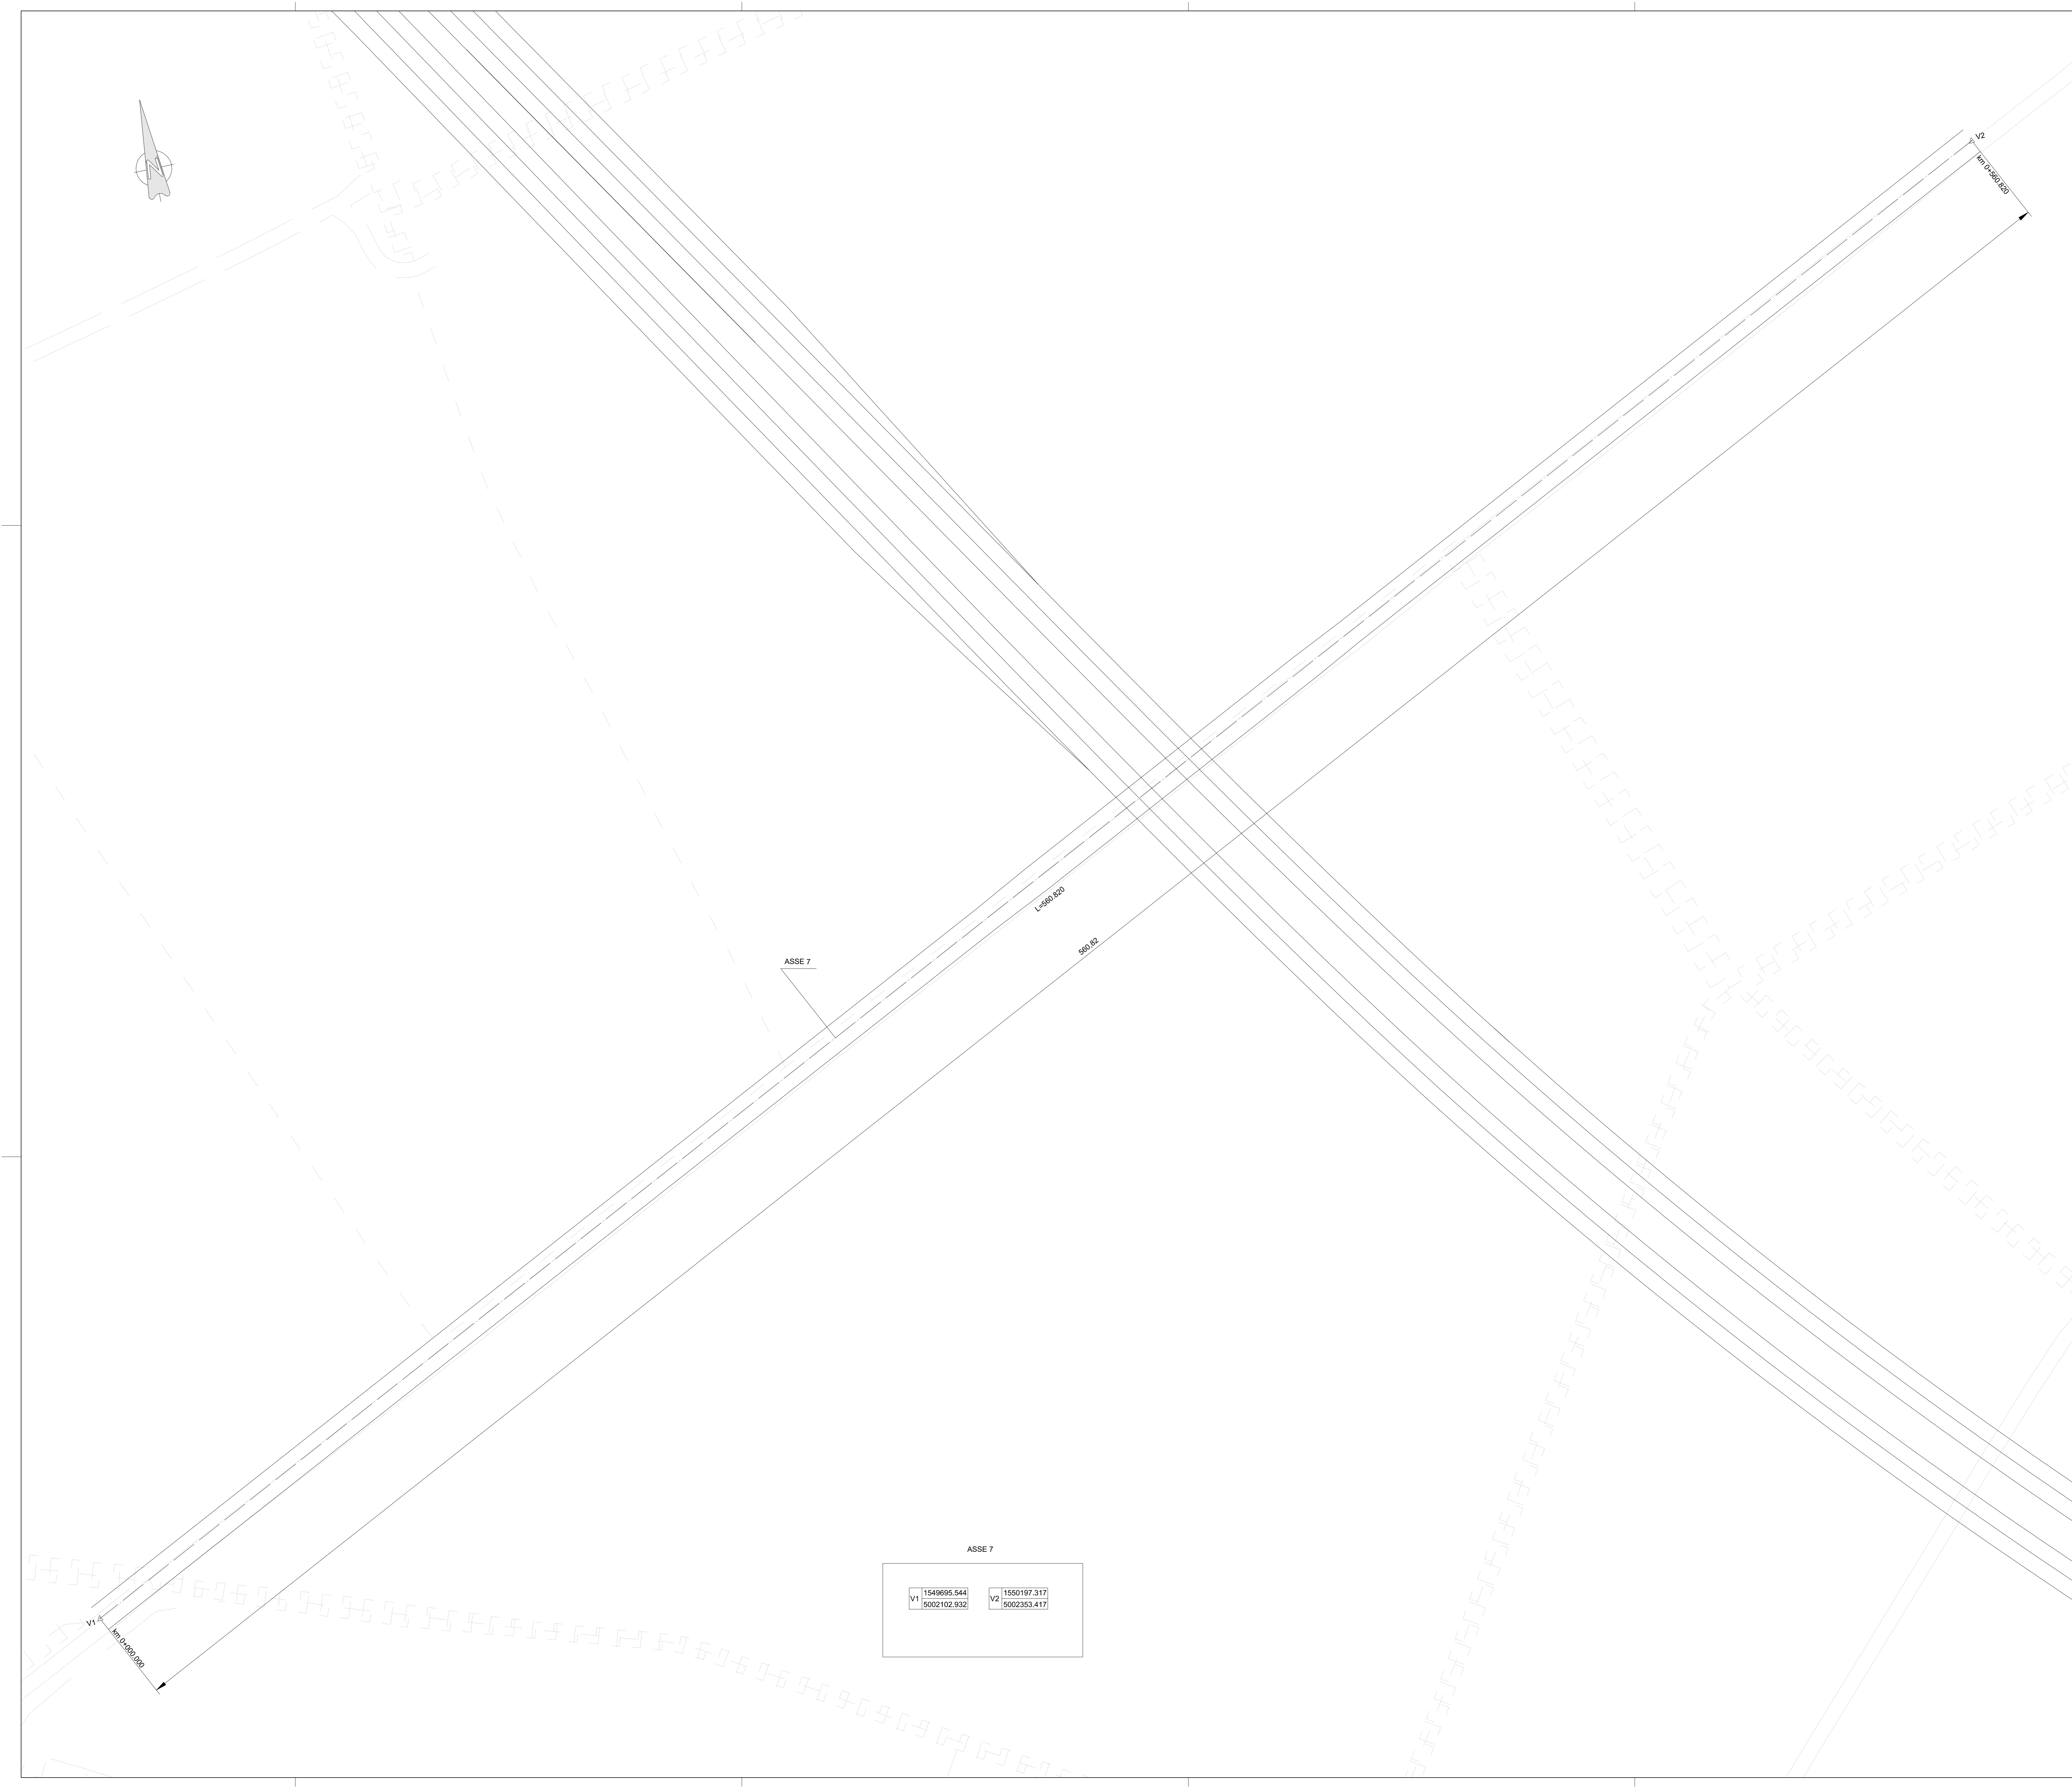 V2
km 0+560.820
L=560.820
560.82
ASSE 7
ASSE 7
V1 1549695.544
5002102.932
V2 1550197.317
5002353.417
V1
km 0+000.000